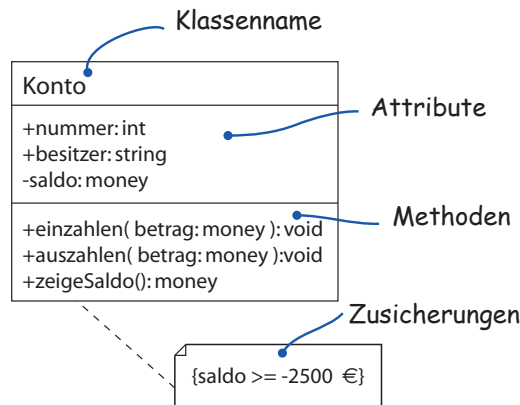 Klassenname
Konto
Attribute
+nummer: int
+besitzer: string
-saldo: money
Methoden
+einzahlen( betrag: money ): void
+auszahlen( betrag: money ):void
+zeigeSaldo(): money
Zusicherungen
{saldo >= -2500 €}